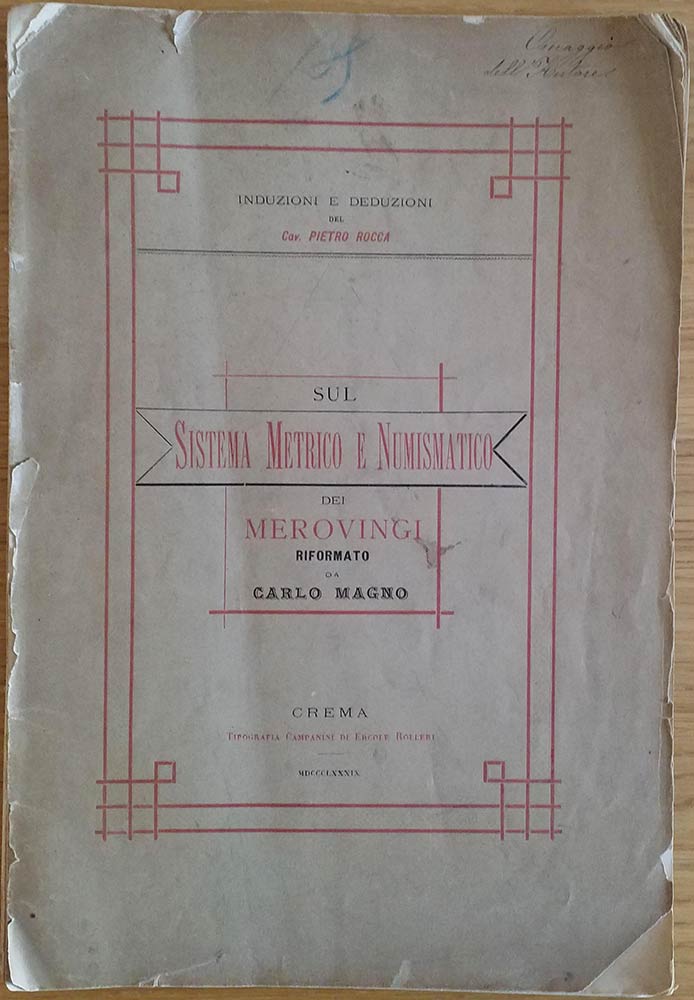 Omaggio
dell'Autore
INDUZIONI E DEDUZIONI
DEL
Cav. PIETRO ROCCA
SUL
SISTEMA METRICO E NUMISMATICO
DEI
MEROVINGI
RIFORMATO
DA
CARLO MAGNO
CREMA
TIPOGRAFIA CAMPANINI DI ERCOLE ROLLERI
MDCCCLXXXIX